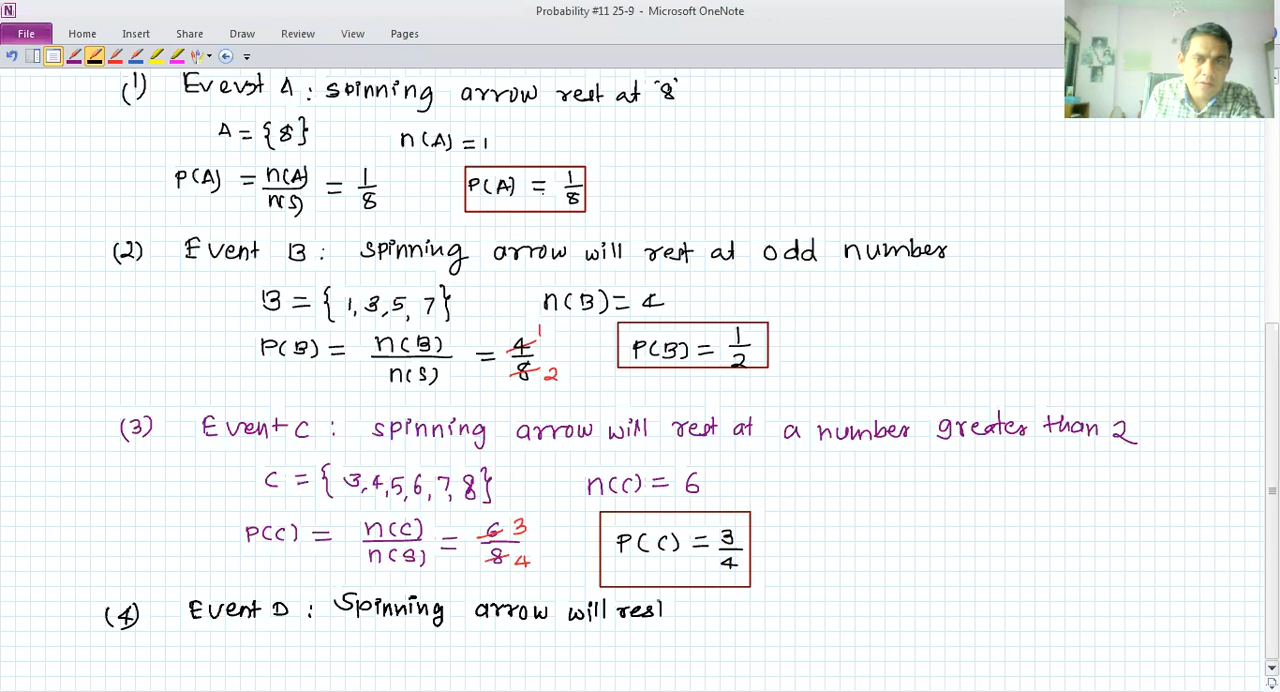 Probability #11 25-9 - Microsoft OneNote
File Home Insert Share Draw Review View Pages
(1) Event A : spinning arrow rest at '8'
A = {8} n(A) = 1
P(A) = n(A)/n(S) = 1/8 P(A) = 1/8
(2) Event B : spinning arrow will rest at odd number
B = { 1, 3, 5, 7} n(B) = 4
P(B) = n(B)/n(S) = 4/8 1 2 P(B) = 1/2
(3) Event C : spinning arrow will rest at a number greater than 2
C = { 3, 4, 5, 6, 7, 8} n(C) = 6
P(C) = n(C)/n(S) = 6/8 3 4 P(C) = 3/4
(4) Event D : Spinning arrow will rest